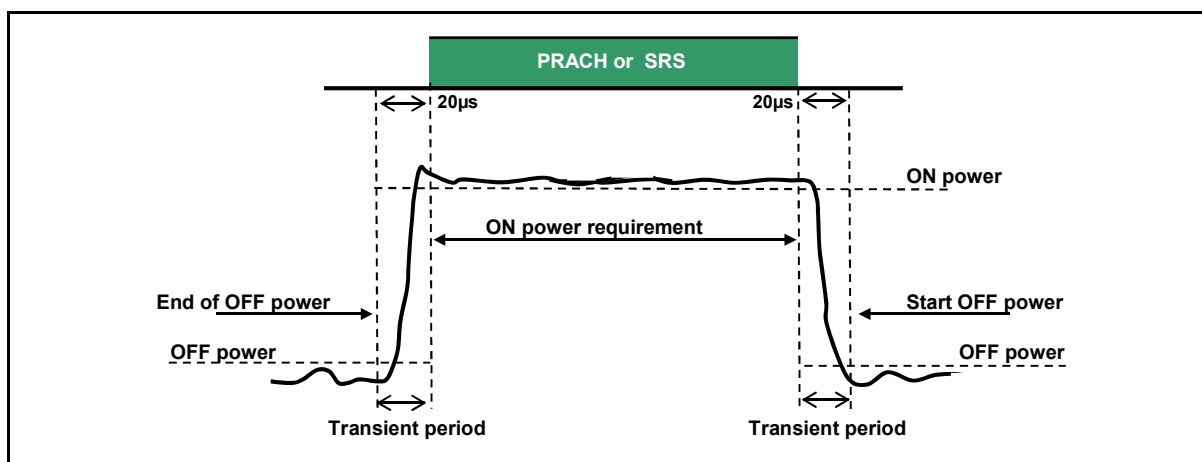 PRACH or SRS
20µs
20µs
ON power
ON power requirement
End of OFF power
Start OFF power
OFF power
OFF power
Transient period
Transient period